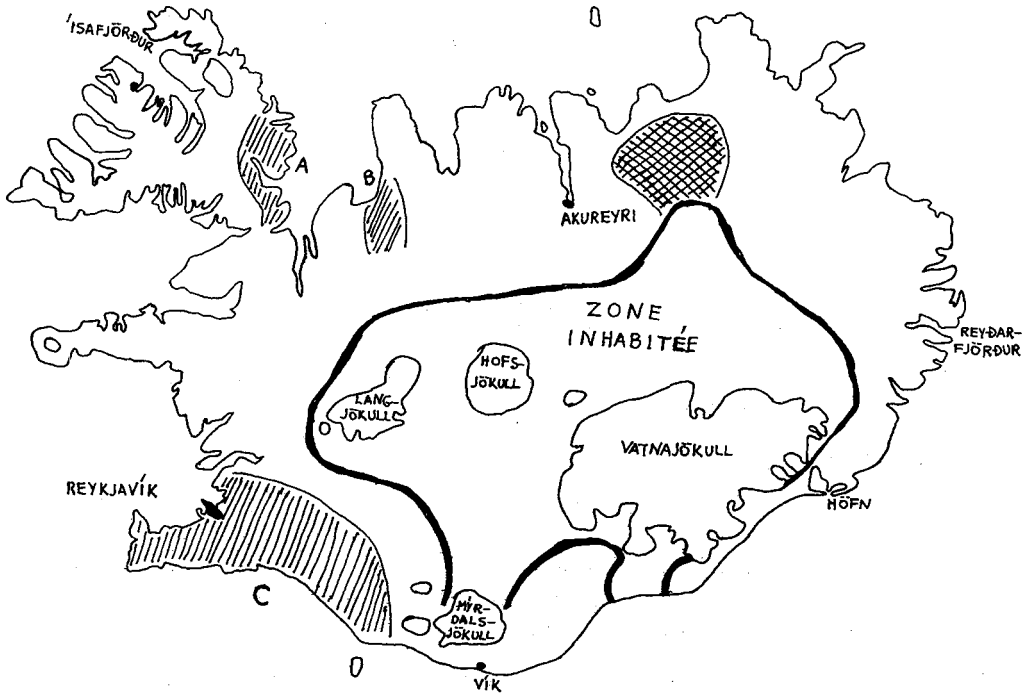 ÍSAFJÖRÐUR
A
B
AKUREYRI
ZONE
INHABITÉE
REYÐAR-
FJÖRÐUR
HOFS-
JÖKULL
LANG-
JÖKULL
VATNAJÖKULL
REYKJAVÍK
HÖFN
C
MÝR-
DALS-
JÖKULL
VÍK